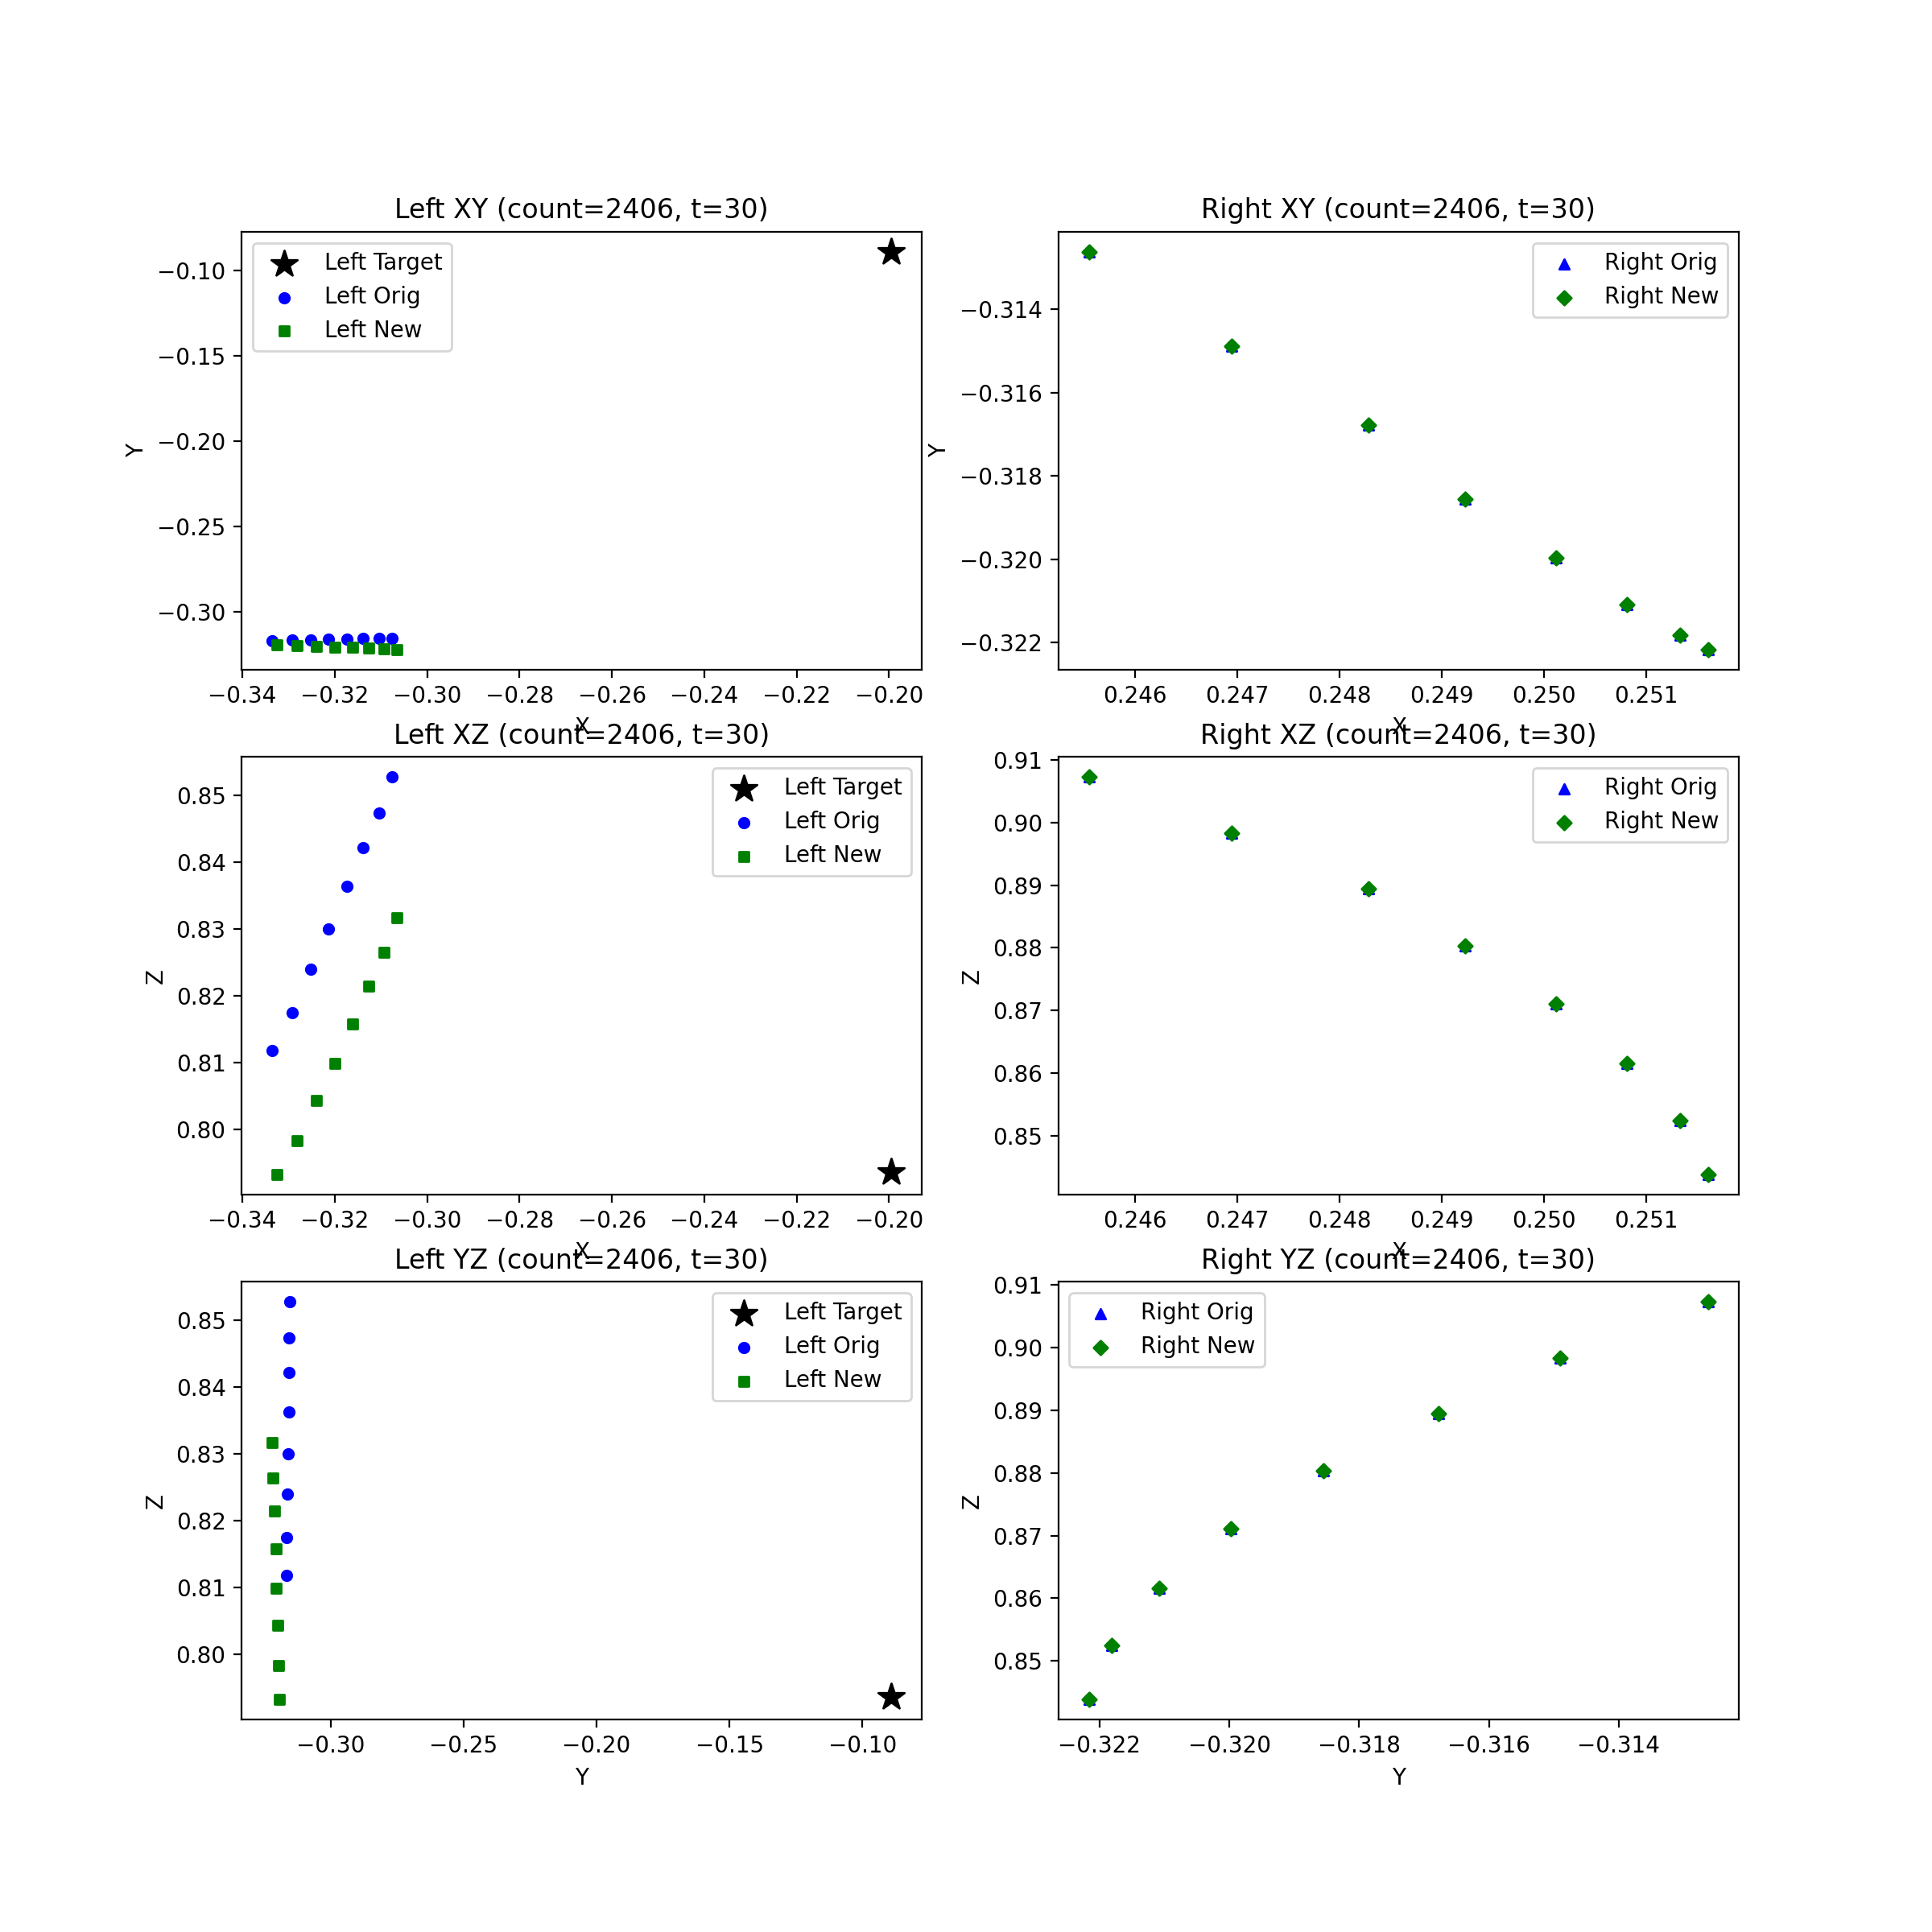 Left XY (count=2406, t=30)
Left Target
Left Orig
Left New
−0.10
−0.15
−0.20
−0.25
−0.30
Y
−0.34 −0.32 −0.30 −0.28 −0.26 −0.24 −0.22 −0.20
X
Right XY (count=2406, t=30)
Right Orig
Right New
−0.314
−0.316
−0.318
−0.320
−0.322
Y
0.246 0.247 0.248 0.249 0.250 0.251
X
Left XZ (count=2406, t=30)
Left Target
Left Orig
Left New
0.85
0.84
0.83
0.82
0.81
0.80
Z
−0.34 −0.32 −0.30 −0.28 −0.26 −0.24 −0.22 −0.20
X
Right XZ (count=2406, t=30)
Right Orig
Right New
0.91
0.90
0.89
0.88
0.87
0.86
0.85
Z
0.246 0.247 0.248 0.249 0.250 0.251
X
Left YZ (count=2406, t=30)
Left Target
Left Orig
Left New
0.85
0.84
0.83
0.82
0.81
0.80
Z
−0.30 −0.25 −0.20 −0.15 −0.10
Y
Right YZ (count=2406, t=30)
Right Orig
Right New
0.91
0.90
0.89
0.88
0.87
0.86
0.85
Z
−0.322 −0.320 −0.318 −0.316 −0.314
Y